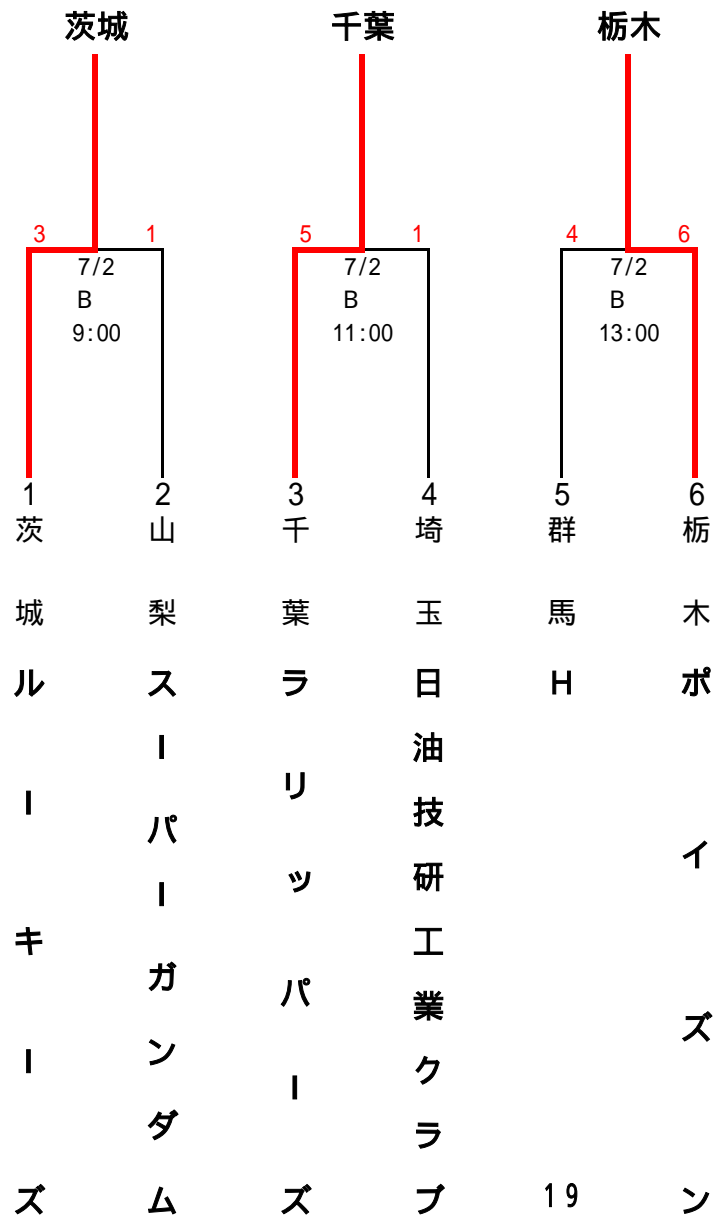 茨城 千葉 栃木
3 1 5 1 4 6
7/2 7/2 7/2
B B B
9:00 11:00 13:00
1 2 3 4 5 6
茨城 山梨 千葉 埼玉 群馬 栃木
ルーキーズ
スーパーガンダム
ラリッパーズ
日油技研工業クラブ
H19
ポイズン